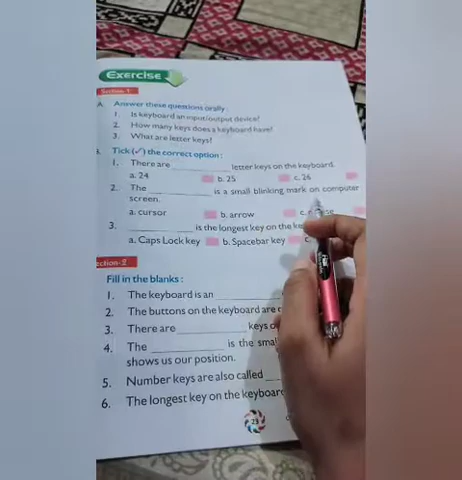 Exercise
Section-1
A. Answer these questions orally :
1. Is keyboard an input/output device?
2. How many keys does a keyboard have?
3. What are letter keys?
B. Tick (✓) the correct option :
1. There are __________ letter keys on the keyboard.
a. 24 b. 25 c. 26
2. The __________ is a small blinking mark on computer
screen.
a. cursor b. arrow c.
3. __________ is the longest key on the
a. Caps Lock key b. Spacebar key c.
ection-2
Fill in the blanks :
1. The keyboard is an __________
2. The buttons on the keyboard are
3. There are __________ keys
4. The __________ is the
shows us our position.
5. Number keys are also called
6. The longest key on the keyboar
23